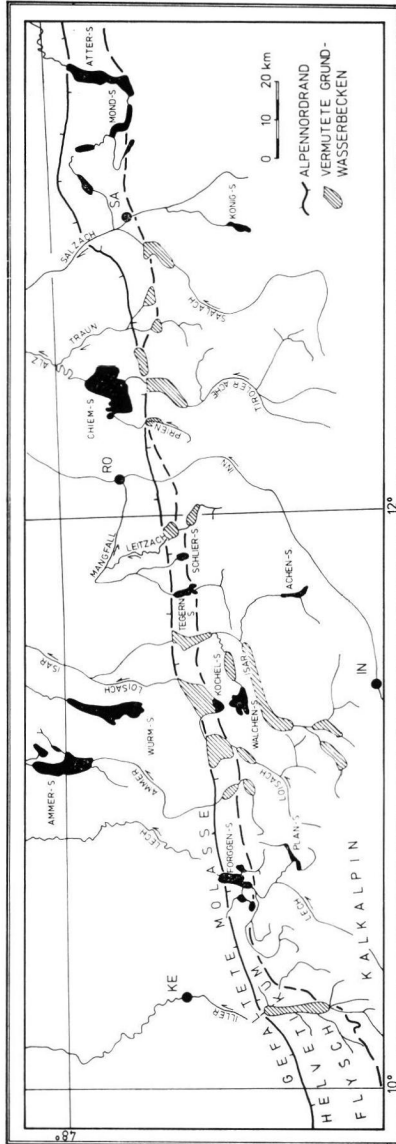 ATTER-S
MOND-S
SA
KÖNIG-S
SALZACH
SAALACH
TRAUN
ALZ
CHIEM-S
TIROLER ACHE
PRIEN
RO
INN
MANGFALL
LEITZACH
SCHLIER-S
TEGERN-S
ACHEN-S
ISAR
LOISACH
WÜRM-S
KOCHEL-S
ISAR
WALCHEN-S
IN
AMMER-S
AMMER
LOISACH
LECH
FORGGEN-S
PLAN-S
LECH
KE
ILLER
GEFALTETE MOLASSE
HELVETIKUM
FLYSCH
KALKALPIN
48°
10°
12°
0 10 20 km
ALPENNORDRAND
VERMUTETE GRUND-
WASSERBECKEN